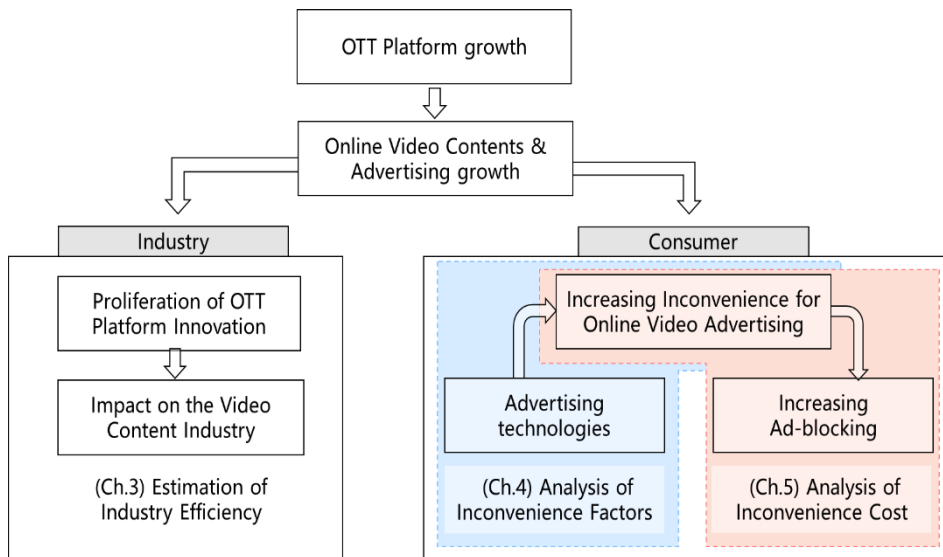 OTT Platform growth
Online Video Contents &
Advertising growth
Industry
Proliferation of OTT
Platform Innovation
Impact on the Video
Content Industry
(Ch.3) Estimation of
Industry Efficiency
Consumer
Increasing Inconvenience for
Online Video Advertising
Advertising
technologies
Increasing
Ad-blocking
(Ch.4) Analysis of
Inconvenience Factors
(Ch.5) Analysis of
Inconvenience Cost